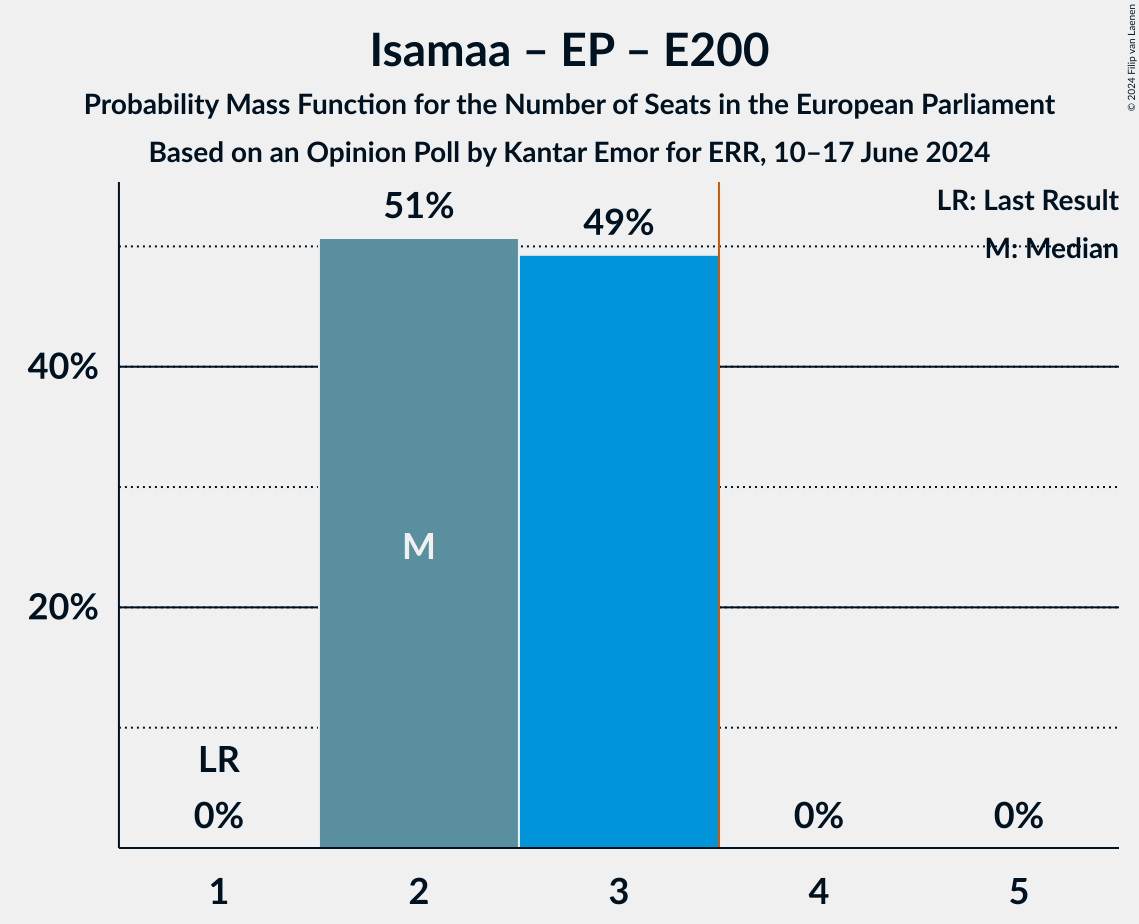 Isamaa – EP – E200
Probability Mass Function for the Number of Seats in the European Parliament
Based on an Opinion Poll by Kantar Emor for ERR, 10–17 June 2024
© 2024 Filip van Laenen
LR: Last Result
M: Median
51%
49%
40%
20%
M
LR
0%
0%
0%
1
2
3
4
5